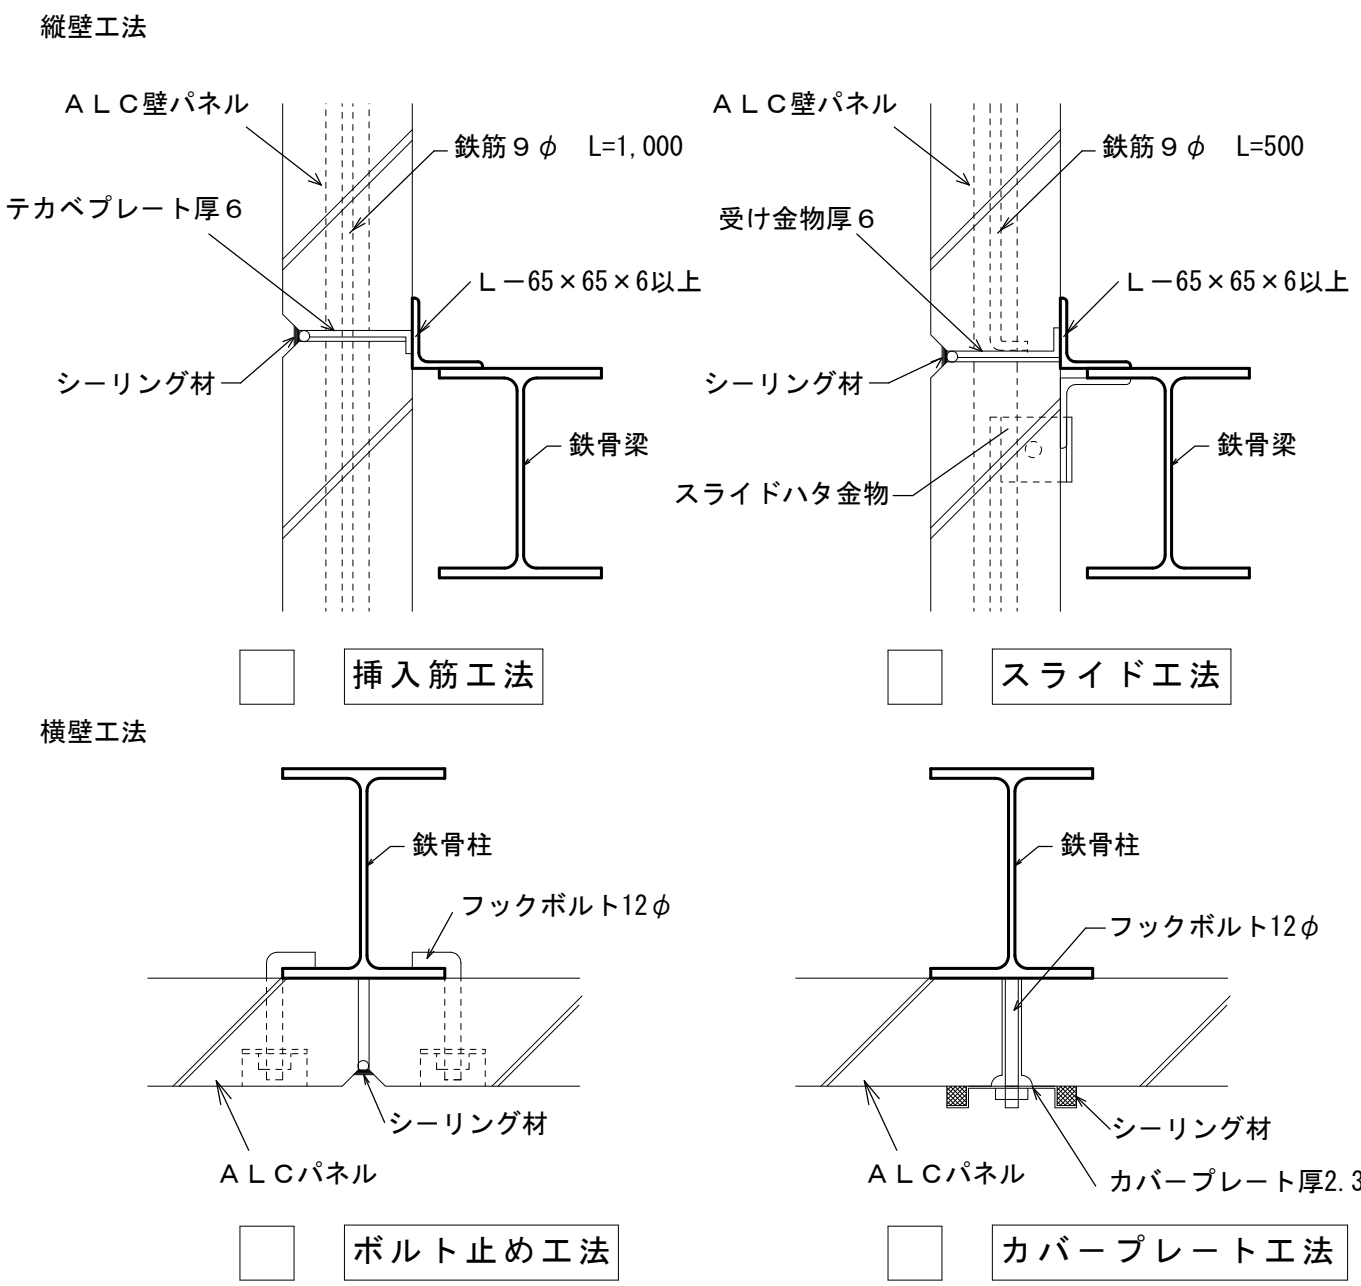 縦壁工法
ＡＬＣ壁パネル
鉄筋９φ　L=1,000
テカベプレート厚６
Ｌ－65×65×6以上
シーリング材
鉄骨梁
挿入筋工法
ＡＬＣ壁パネル
鉄筋９φ　L=500
受け金物厚６
Ｌ－65×65×6以上
シーリング材
鉄骨梁
スライドハタ金物
スライド工法
横壁工法
鉄骨柱
フックボルト12φ
シーリング材
ＡＬＣパネル
ボルト止め工法
鉄骨柱
フックボルト12φ
シーリング材
ＡＬＣパネル
カバープレート厚2.3
カバープレート工法